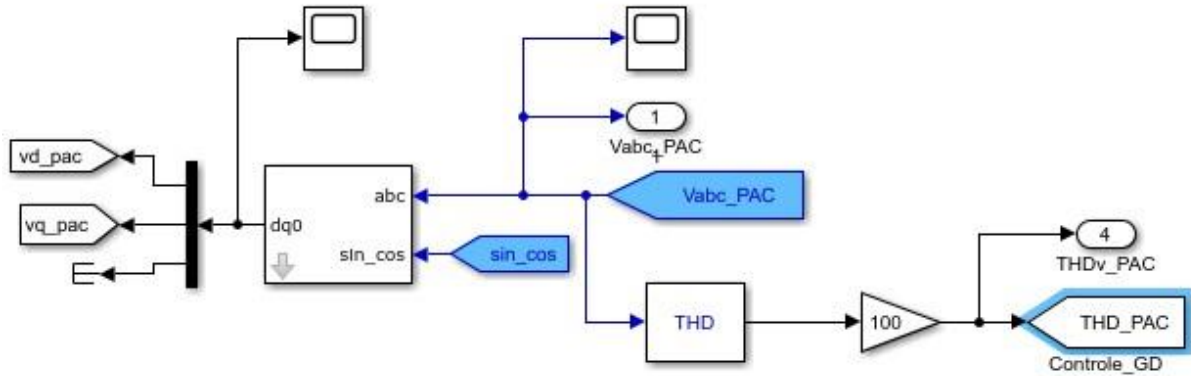 1
Vabc_PAC
vd_pac
abc
Vabc_PAC
vq_pac
dq0
sin_cos
sin_cos
4
THDv_PAC
THD
100
THD_PAC
Controle_GD